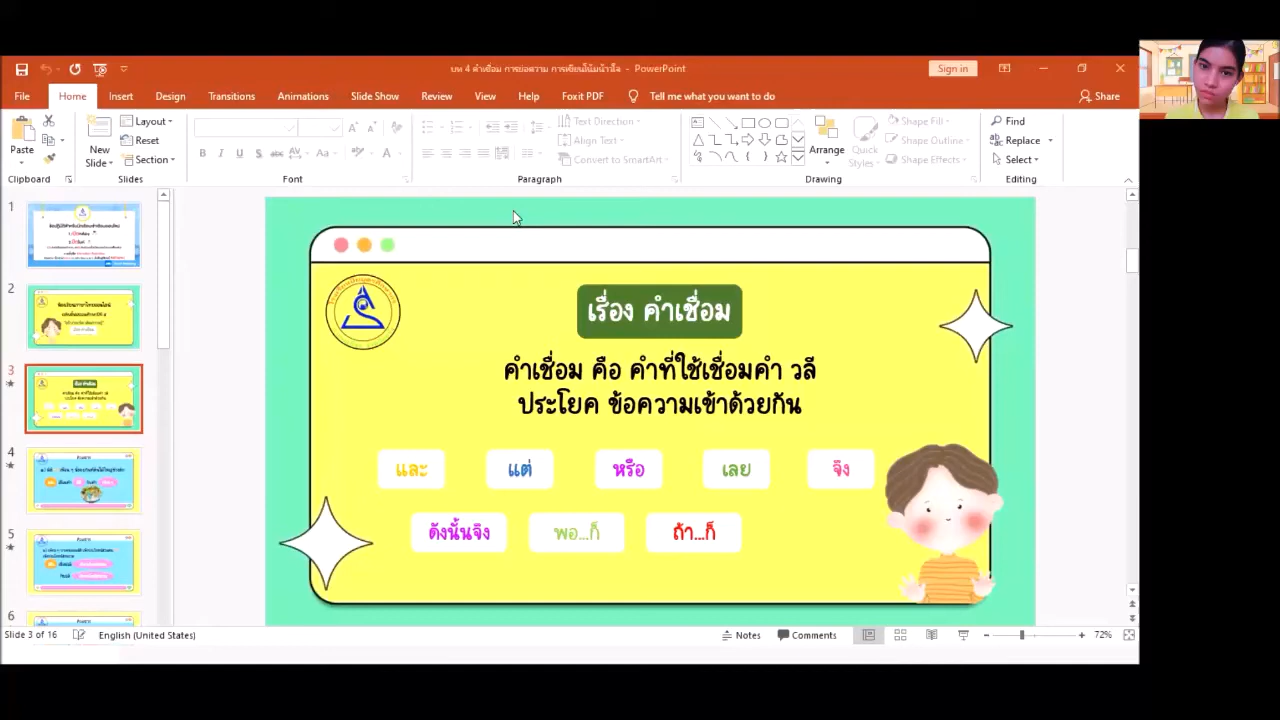 บท 4 คำเชื่อม การย่อความ การเขียนโน้มน้าวใจ - PowerPoint
Sign in
File Home Insert Design Transitions Animations Slide Show Review View Help Foxit PDF Tell me what you want to do Share
Paste
New Slide
Layout
Reset
Section
Text Direction
Align Text
Convert to SmartArt
Arrange
Quick Styles
Shape Fill
Shape Outline
Shape Effects
Find
Replace
Select
Clipboard Slides Font Paragraph Drawing Editing
1
2
3
4
5
6
เรื่อง คำเชื่อม
คำเชื่อม คือ คำที่ใช้เชื่อมคำ วลี
ประโยค ข้อความเข้าด้วยกัน
และ แต่ หรือ เลย จึง
ดังนั้นจึง พอ...ก็ ถ้า...ก็
Slide 3 of 16 English (United States) Notes Comments 72%